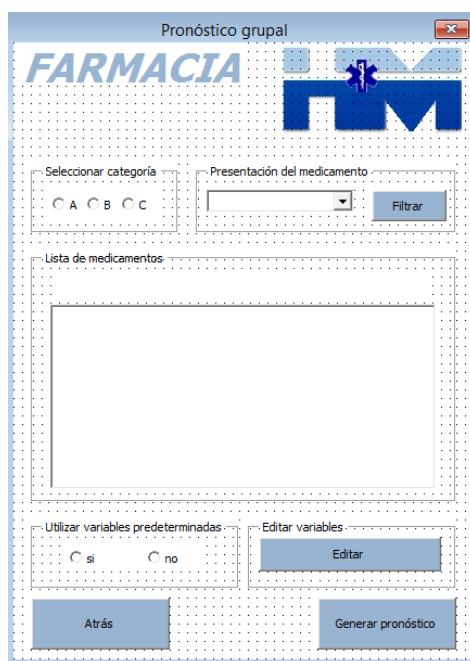 Pronóstico grupal
FARMACIA
Seleccionar categoría
Presentación del medicamento
A B C
Filtrar
Lista de medicamentos
Utilizar variables predeterminadas
Editar variables
si no
Editar
Atrás
Generar pronóstico